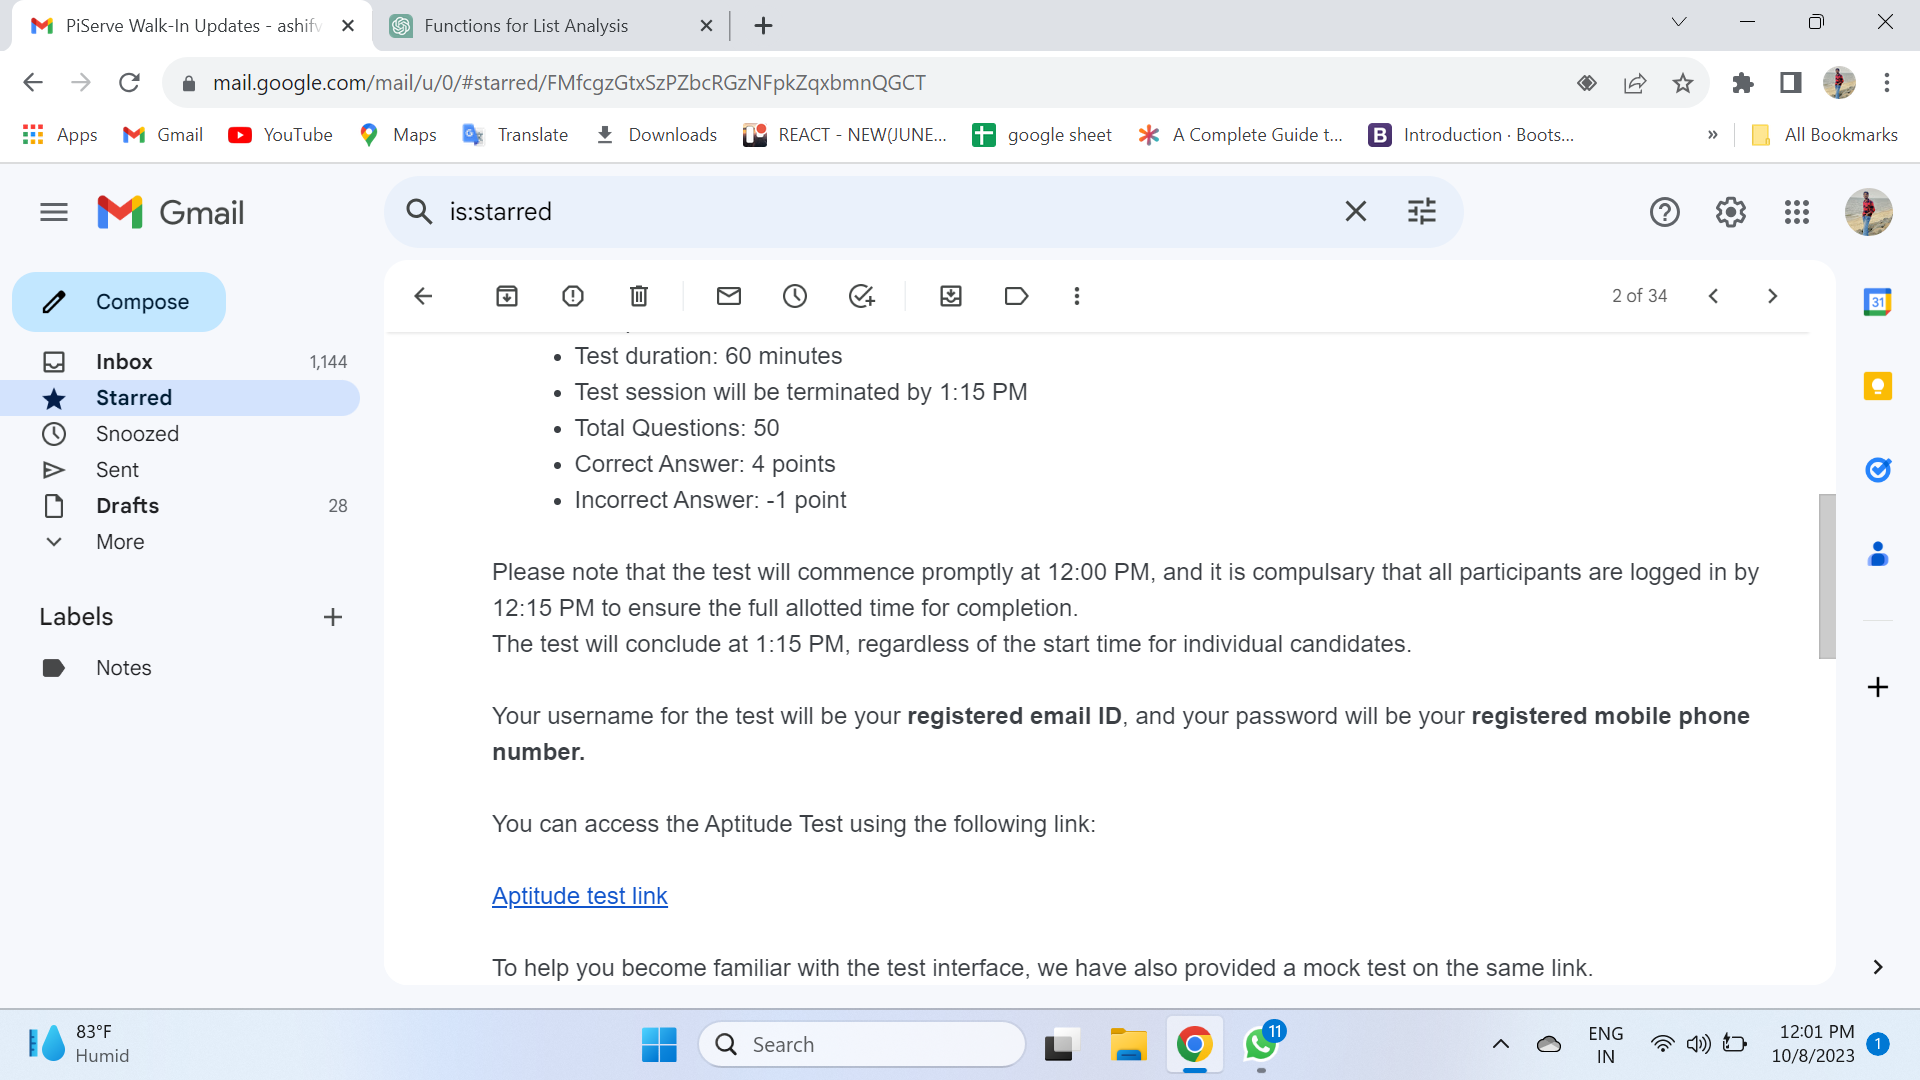 PiServe Walk-In Updates - ashifv
Functions for List Analysis
mail.google.com/mail/u/0/#starred/FMfcgzGtxSzPZbcRGzNFpkZqxbmnQGCT
Apps
Gmail
YouTube
Maps
Translate
Downloads
REACT - NEW(JUNE...
google sheet
A Complete Guide t...
B
Introduction · Boots...
»
All Bookmarks
Gmail
is:starred
Compose
2 of 34
31
Inbox 1,144
Starred
Snoozed
Sent
Drafts 28
More
Labels
Notes
• Test duration: 60 minutes
• Test session will be terminated by 1:15 PM
• Total Questions: 50
• Correct Answer: 4 points
• Incorrect Answer: -1 point
Please note that the test will commence promptly at 12:00 PM, and it is compulsary that all participants are logged in by
12:15 PM to ensure the full allotted time for completion.
The test will conclude at 1:15 PM, regardless of the start time for individual candidates.
Your username for the test will be your registered email ID, and your password will be your registered mobile phone
number.
You can access the Aptitude Test using the following link:
Aptitude test link
To help you become familiar with the test interface, we have also provided a mock test on the same link.
83°F
Humid
Search
11
ENG
IN
12:01 PM
10/8/2023
1